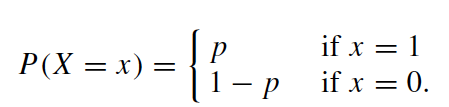 P(X = x) = { p if x = 1
1 − p if x = 0.